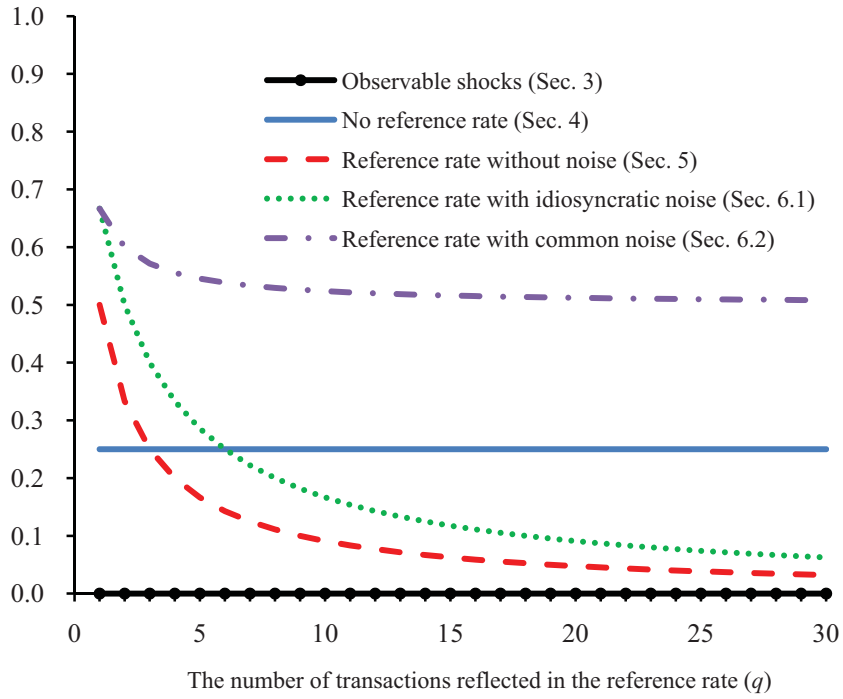 1.0
0.9
0.8
0.7
0.6
0.5
0.4
0.3
0.2
0.1
0.0
Observable shocks (Sec. 3)
No reference rate (Sec. 4)
Reference rate without noise (Sec. 5)
Reference rate with idiosyncratic noise (Sec. 6.1)
Reference rate with common noise (Sec. 6.2)
0 5 10 15 20 25 30
The number of transactions reflected in the reference rate (q)